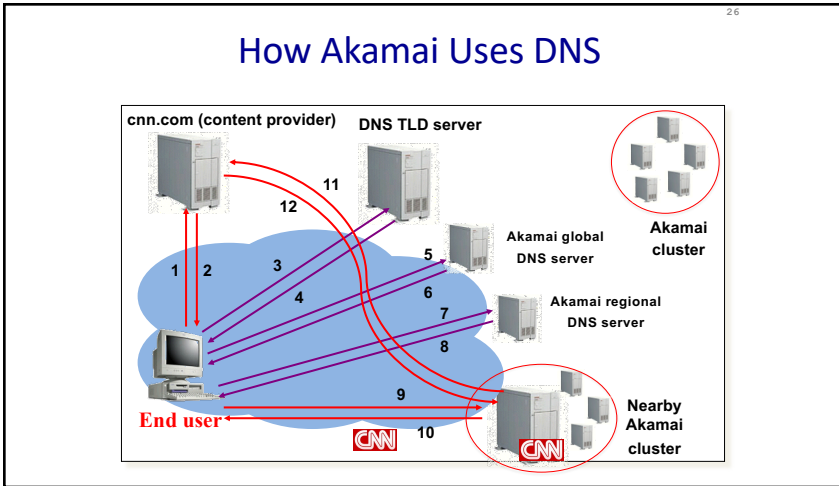 26
How Akamai Uses DNS
cnn.com (content provider)
DNS TLD server
11
12
Akamai
cluster
Akamai global
DNS server
1
2
3
4
5
6
Akamai regional
DNS server
7
8
9
End user
10
CNN
CNN
Nearby
Akamai
cluster